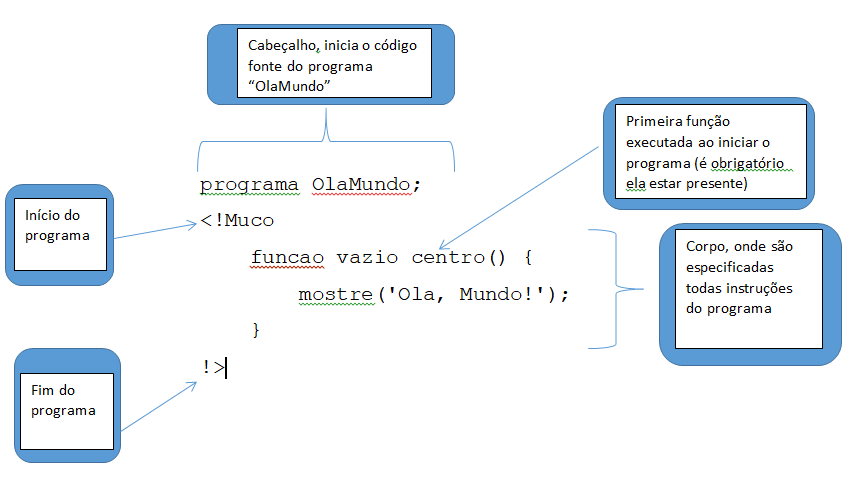 Cabeçalho, inicia o código
fonte do programa
“OlaMundo”
Primeira função
executada ao iniciar o
programa (é obrigatório
ela estar presente)
programa OlaMundo;
Início do
programa
<!Muco
funcao vazio centro() {
mostre('Ola, Mundo!');
}
!>
Corpo, onde são
especificadas
todas instruções
do programa
Fim do
programa